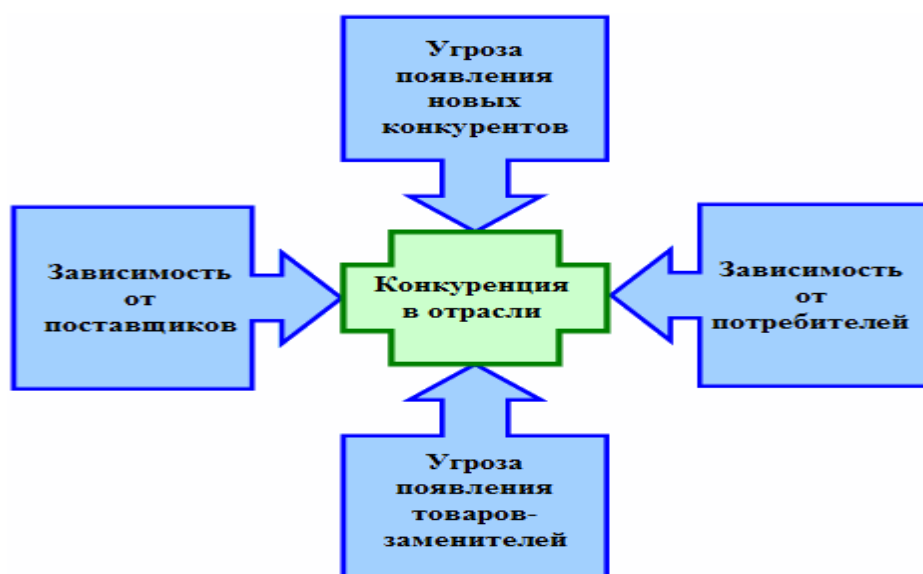 Угроза
появления
новых
конкурентов
Зависимость
от
поставщиков
Конкуренция
в отрасли
Зависимость
от
потребителей
Угроза
появления
товаров-
заменителей